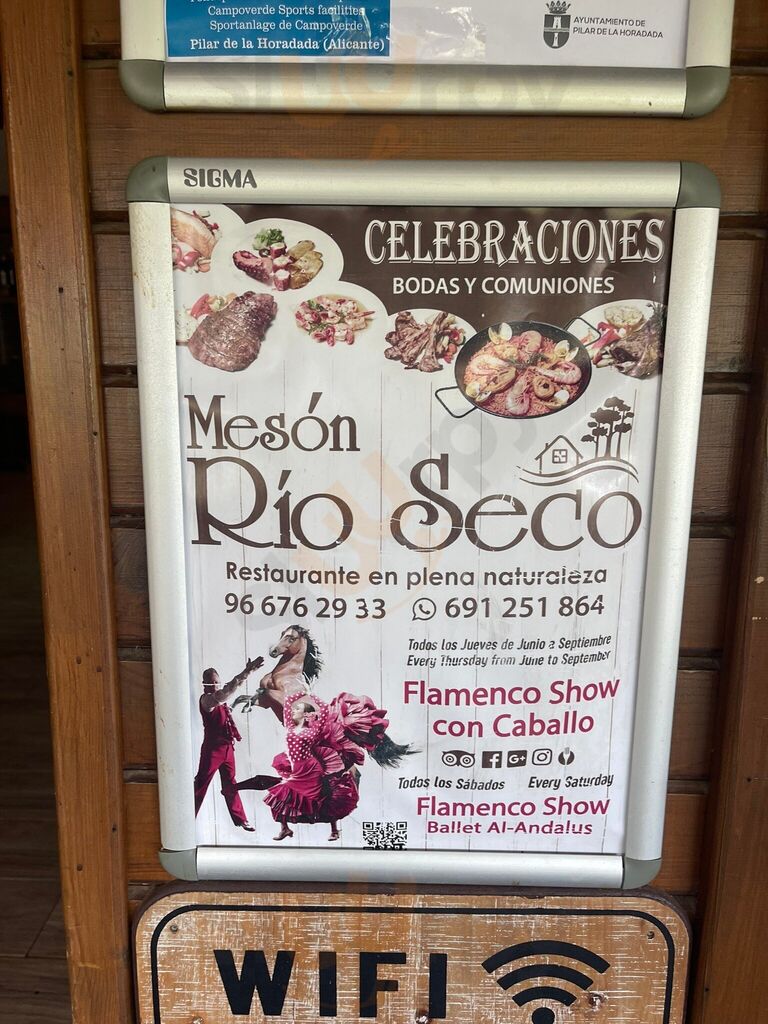 Campoverde Sports facilities
Sportanlage de Campoverde
Pilar de la Horadada (Alicante)
AYUNTAMIENTO DE
PILAR DE LA HORADADA
SIGMA
CELEBRACIONES
BODAS Y COMUNIONES
Mesón
Río Seco
Restaurante en plena naturaleza
96 676 29 33 691 251 864
Todos los Jueves de Junio a Septiembre
Every Thursday from June to September
Flamenco Show
con Caballo
G+
Todos los Sábados Every Saturday
Flamenco Show
Ballet Al-Andalus
WIFI